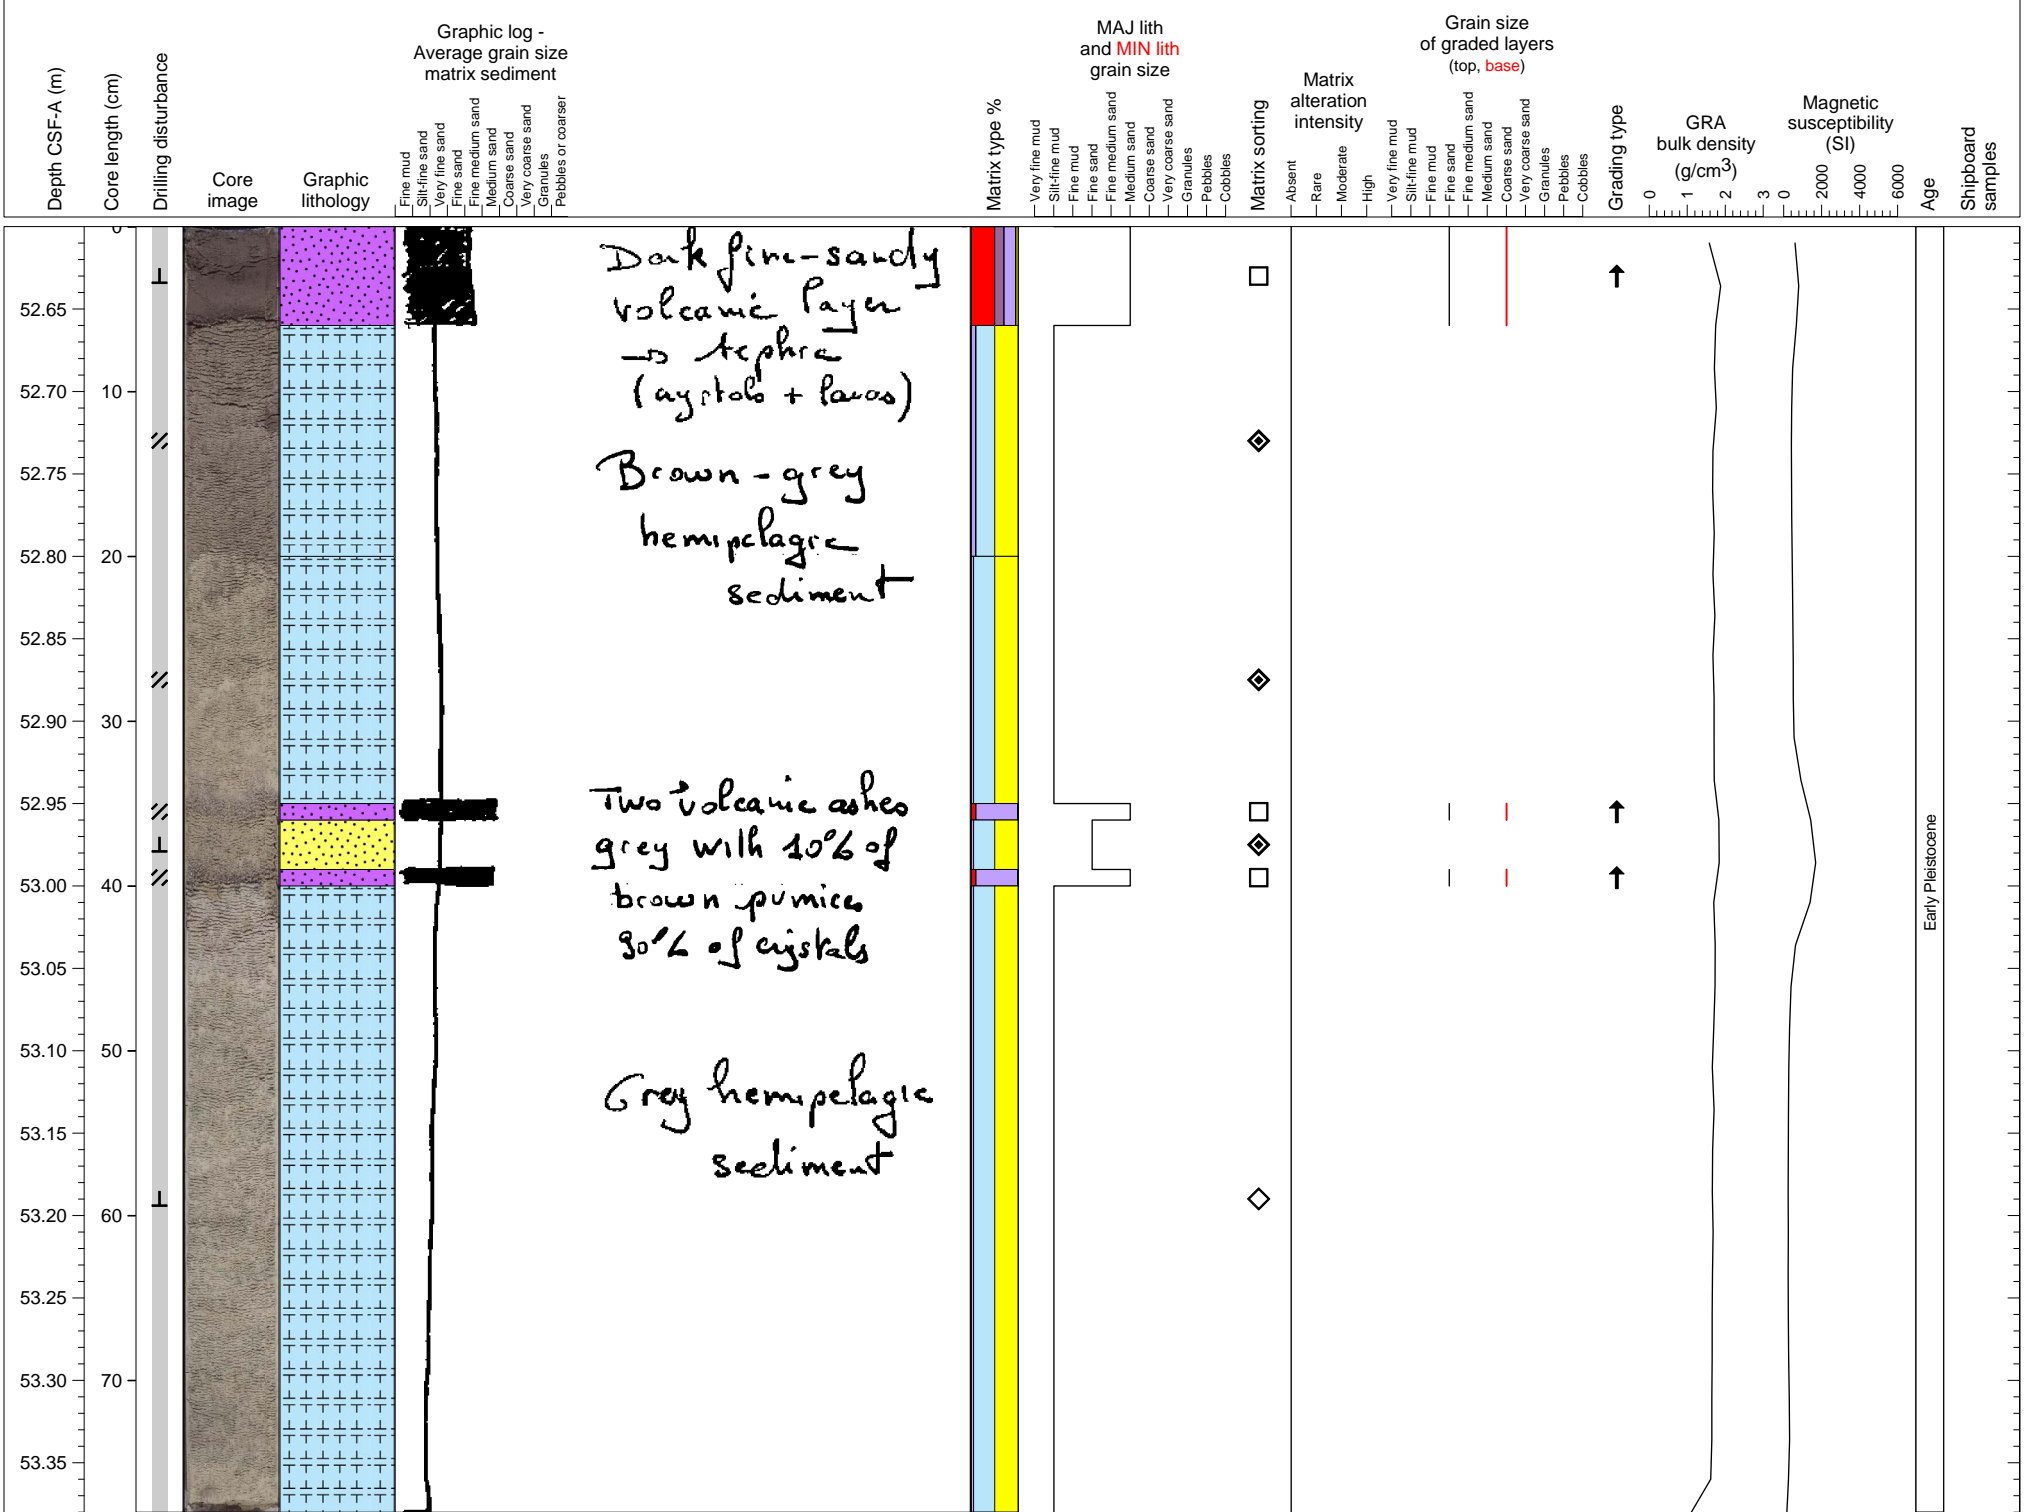 Depth CSF-A (m)
Core length (cm)
Drilling disturbance
Core
image
Graphic
lithology
Graphic log -
Average grain size
matrix sediment
Fine mud
Silt-fine sand
Very fine sand
Fine sand
Fine medium sand
Medium sand
Coarse sand
Very coarse sand
Granules
Pebbles or coarser
Matrix type %
MAJ lith
and MIN lith
grain size
Very fine mud
Silt-fine mud
Fine mud
Fine sand
Fine medium sand
Medium sand
Coarse sand
Very coarse sand
Granules
Pebbles
Cobbles
Matrix sorting
Matrix
alteration
intensity
Absent
Rare
Moderate
High
Grain size
of graded layers
(top, base)
Very fine mud
Silt-fine mud
Fine mud
Fine sand
Fine medium sand
Medium sand
Coarse sand
Very coarse sand
Granules
Pebbles
Cobbles
Grading type
GRA
bulk density
(g/cm3)
0 1 2 3
Magnetic
susceptibility
(SI)
0 2000 4000 6000
Age
Shipboard
samples
0
52.65
52.70 10
52.75
52.80 20
52.85
52.90 30
52.95
53.00 40
53.05
53.10 50
53.15
53.20 60
53.25
53.30 70
53.35
Dark fine-sandy
volcanic layer
→ tephra
(crystals + lavas)
Brown-grey
hemipelagic
sediment
Two volcanic ashes
grey with 10% of
brown pumices
90% of crystals
Grey hemipelagic
sediment
Early Pleistocene